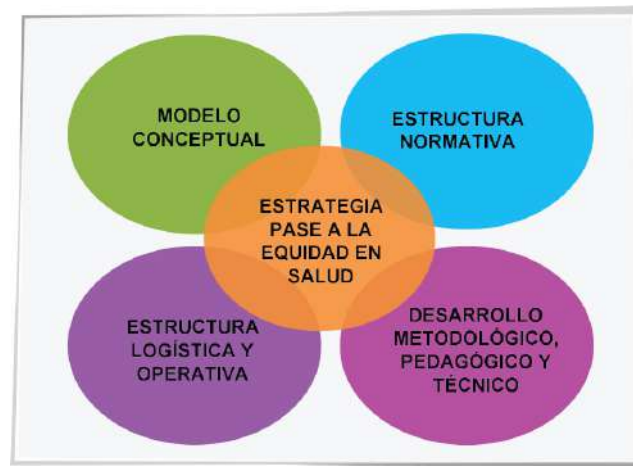 MODELO
CONCEPTUAL
ESTRUCTURA
NORMATIVA
ESTRATEGIA
PASE A LA
EQUIDAD EN
SALUD
ESTRUCTURA
LOGÍSTICA Y
OPERATIVA
DESARROLLO
METODOLÓGICO,
PEDAGÓGICO Y
TÉCNICO